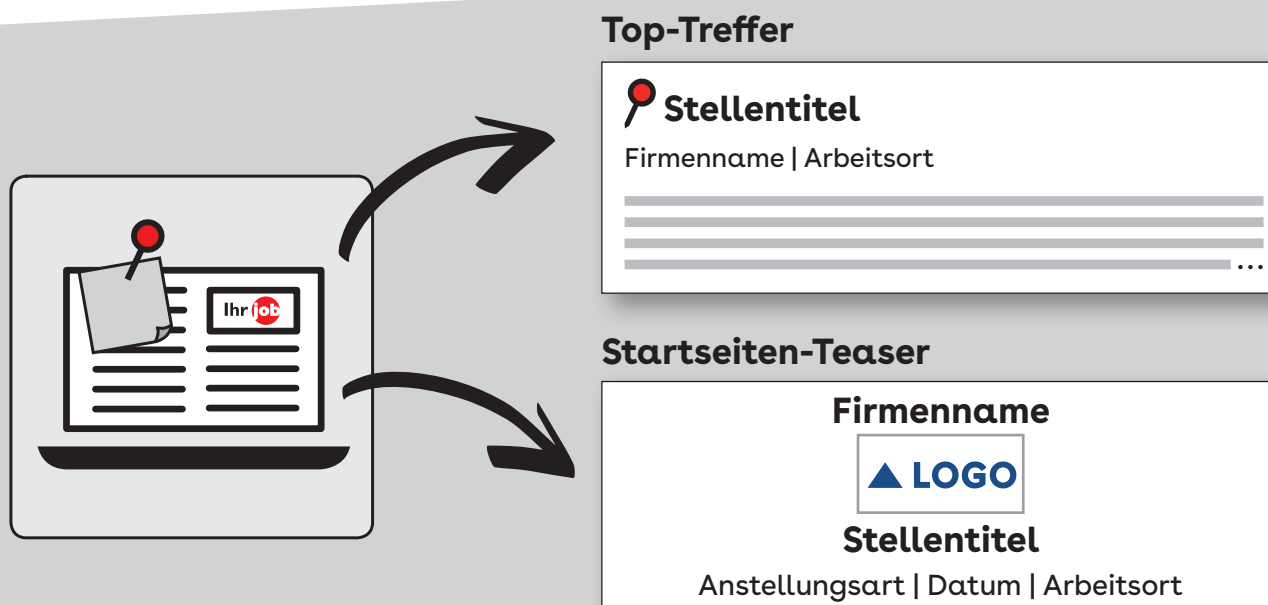 Top-Treffer
Stellentitel
Firmenname | Arbeitsort
...
Ihr job
Startseiten-Teaser
Firmenname
LOGO
Stellentitel
Anstellungsart | Datum | Arbeitsort